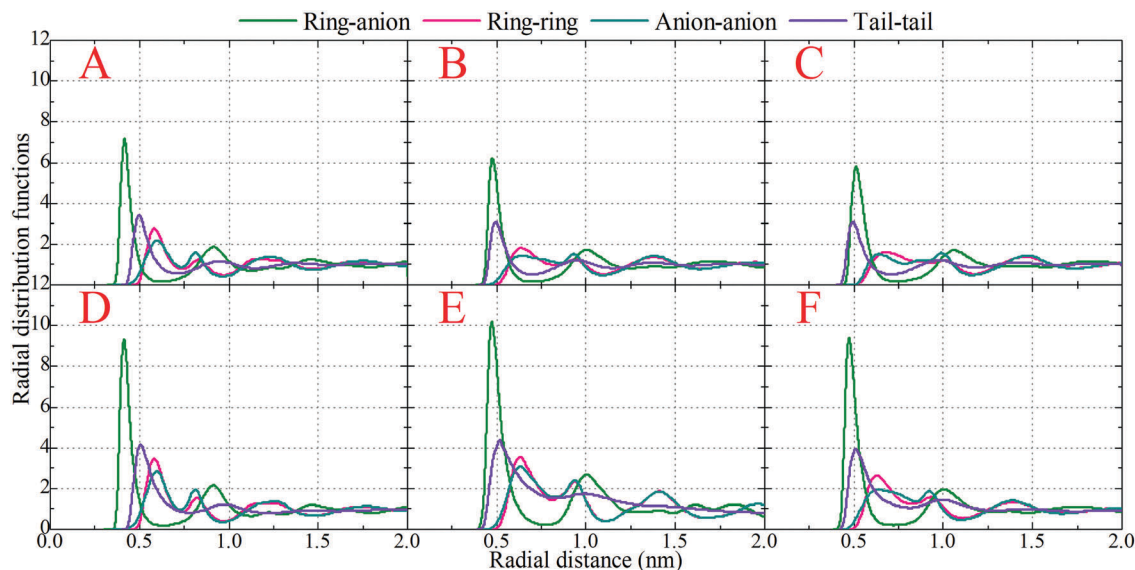 Ring-anion Ring-ring Anion-anion Tail-tail
12
10
8
6
4
2
12
10
8
6
4
2
0
Radial distribution functions
A
B
C
D
E
F
0.0 0.5 1.0 1.5 2.0 0.5 1.0 1.5 2.0 0.5 1.0 1.5 2.0
Radial distance (nm)